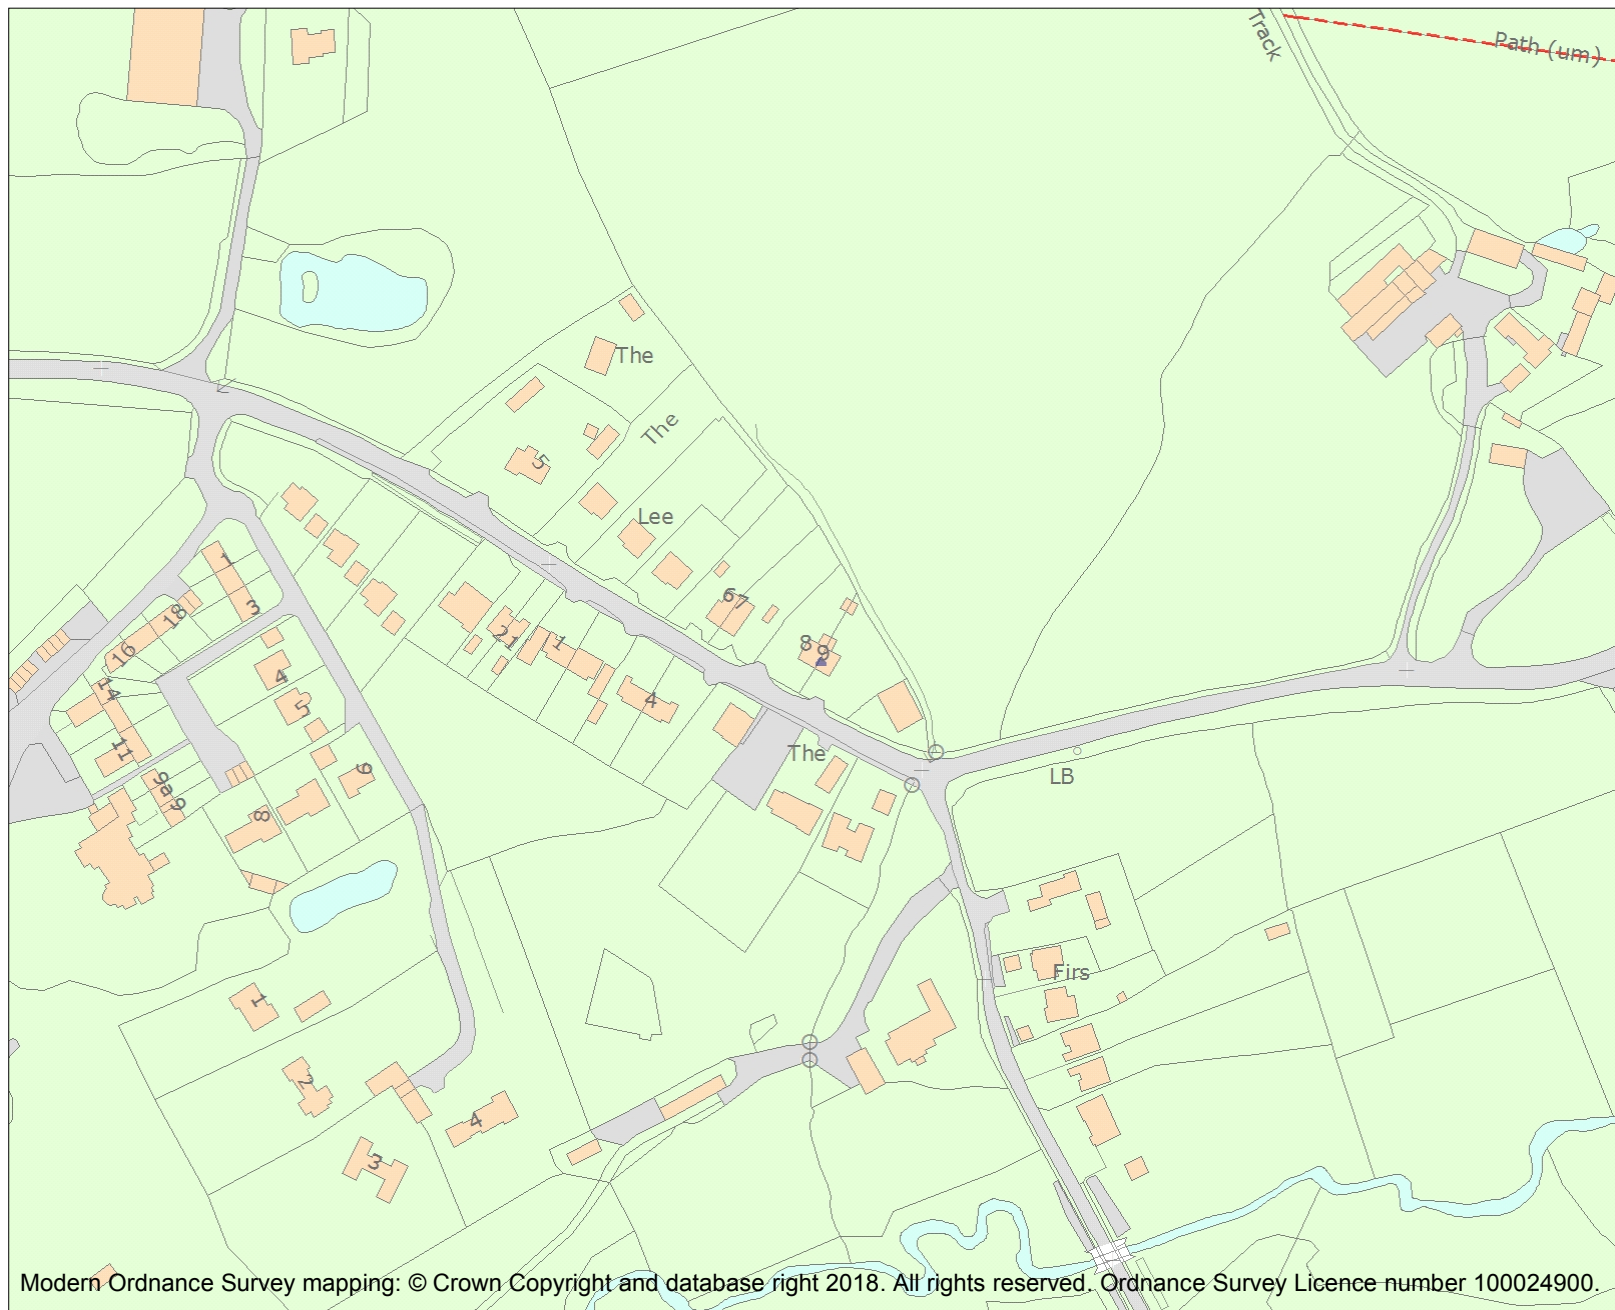 Track
Path (um)
The
The
5
Lee
67
8
9
1
3
18
16
14
11
9a
9
4
5
9
8
21
1
4
The
LB
Firs
1
2
3
4
Modern Ordnance Survey mapping: © Crown Copyright and database right 2018. All rights reserved. Ordnance Survey Licence number 100024900.